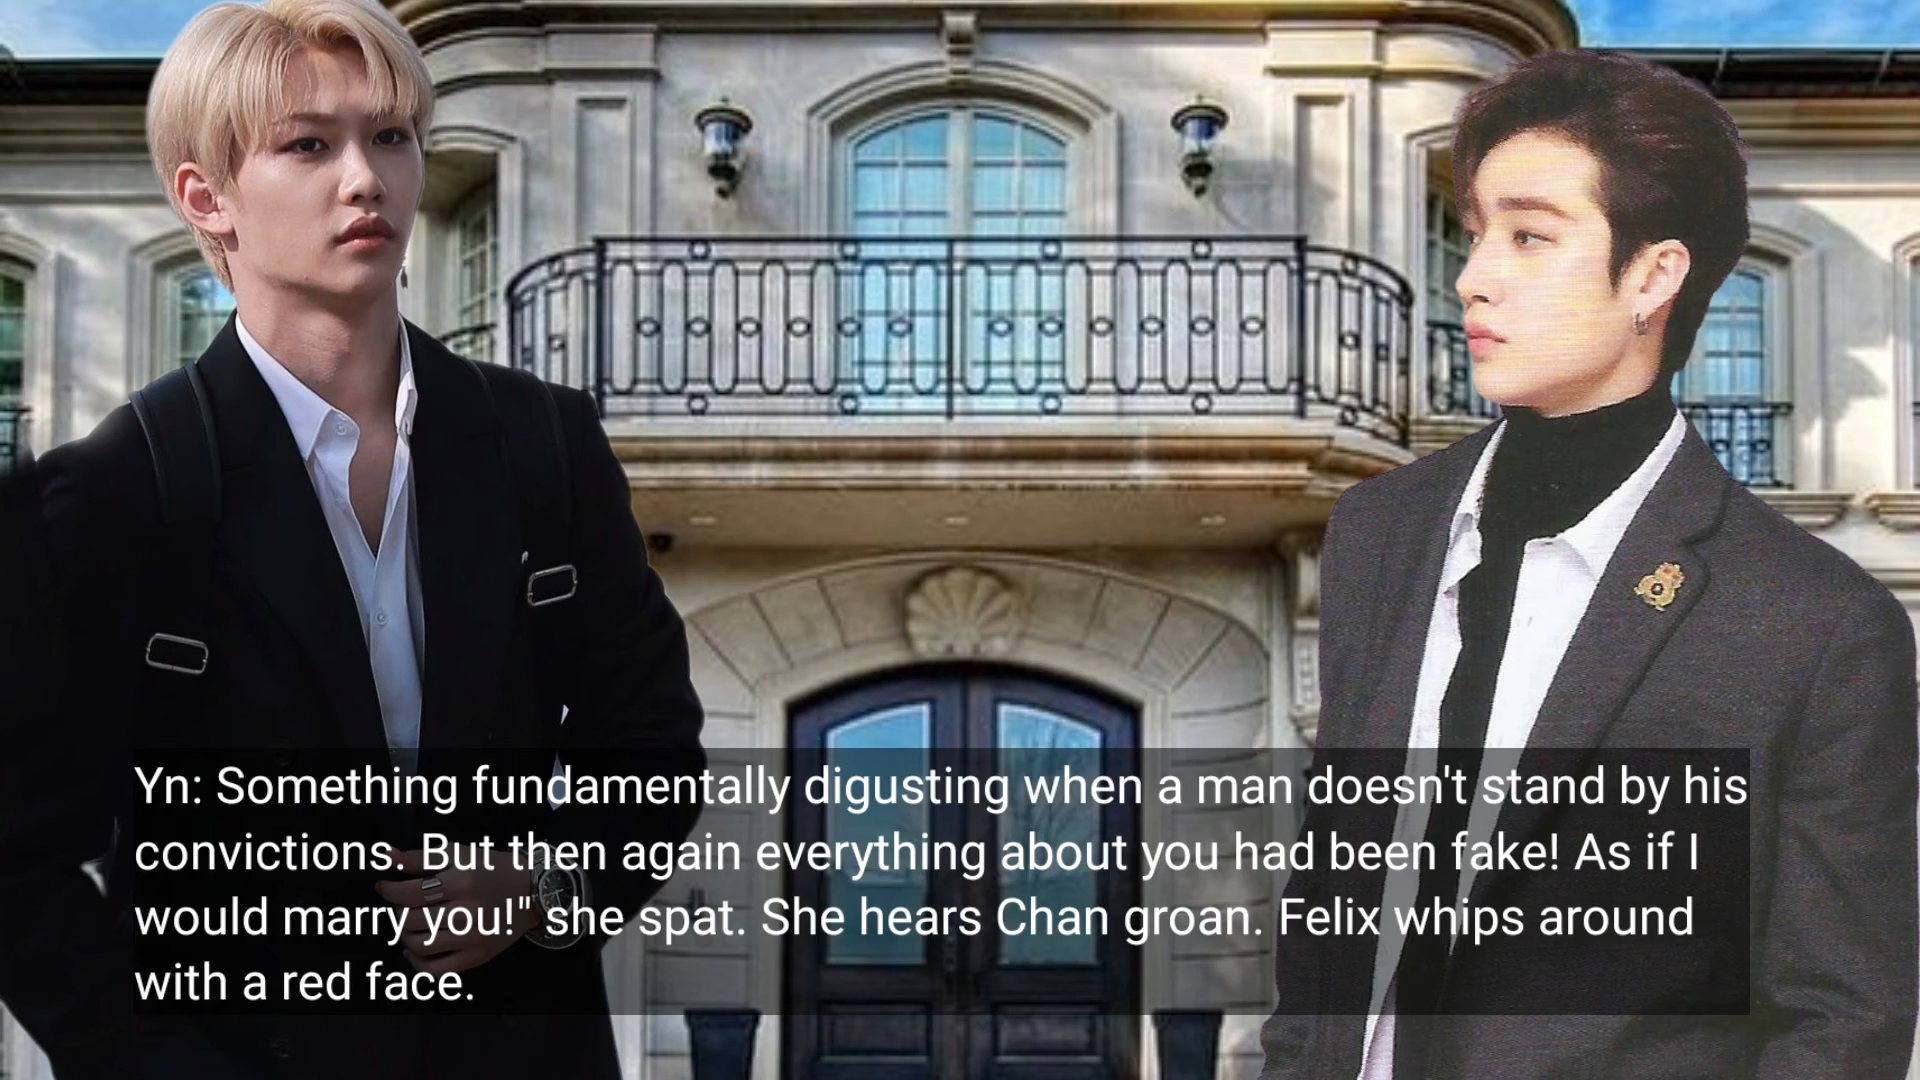 Yn: Something fundamentally digusting when a man doesn't stand by his
convictions. But then again everything about you had been fake! As if I
would marry you!" she spat. She hears Chan groan. Felix whips around
with a red face.